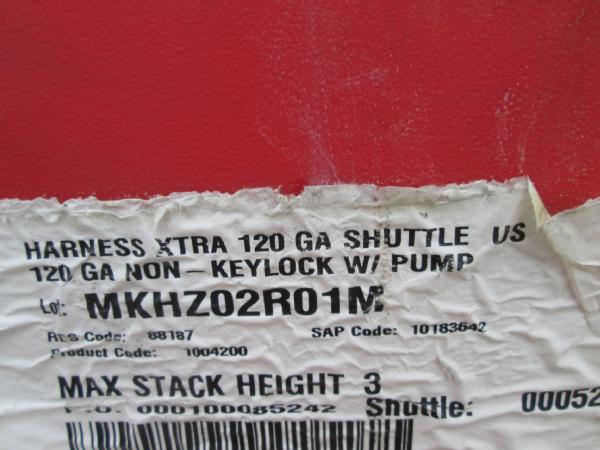 HARNESS XTRA 120 GA SHUTTLE US
120 GA NON-KEYLOCK W/ PUMP
Lot: MKHZ02R01M
Res Code: 88187 SAP Code: 10183642
Product Code: 1004200
MAX STACK HEIGHT 3
P.O. 000100085242 Shuttle: 00052